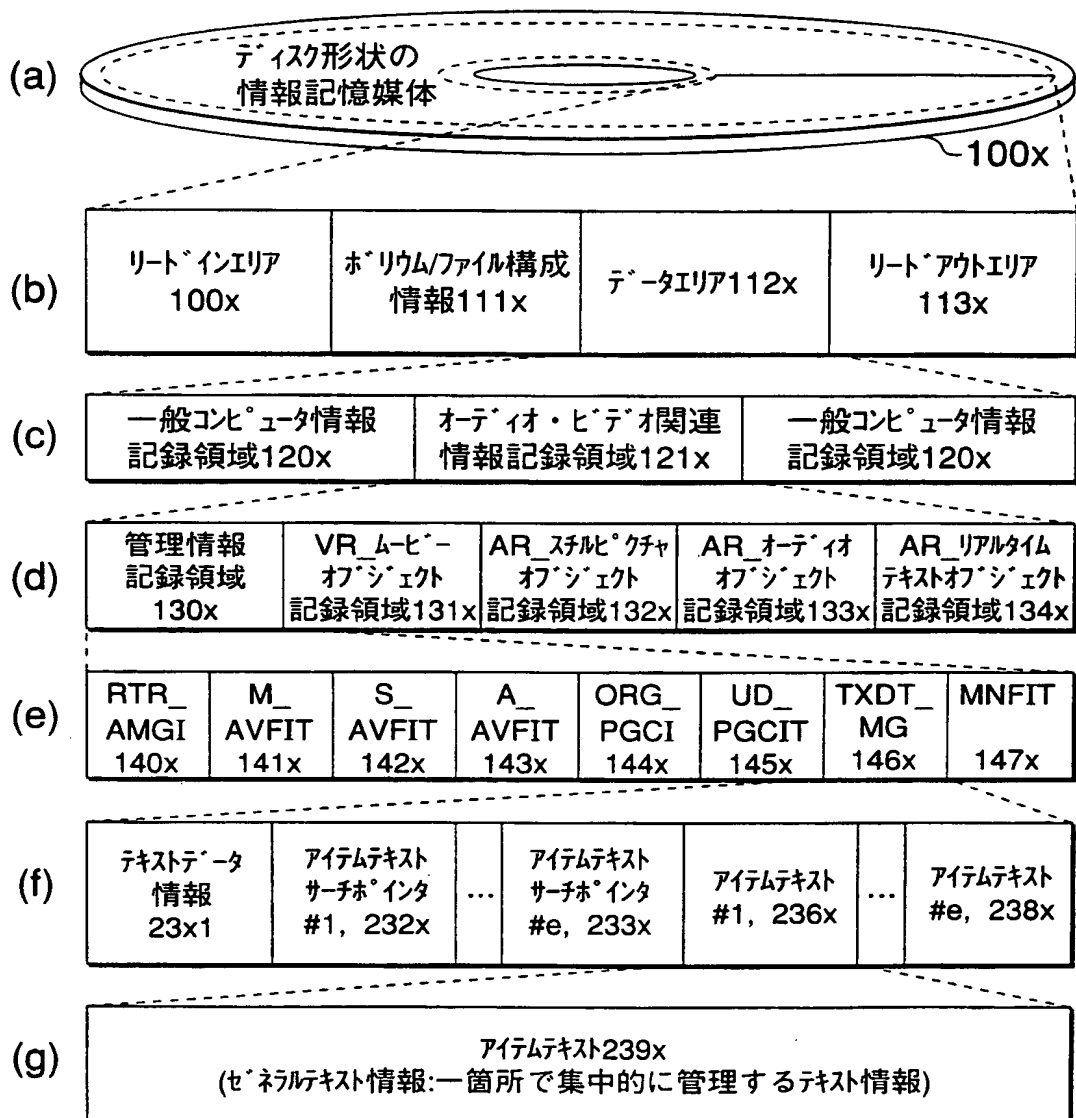 (a)
ディスク形状の
情報記憶媒体
100x
(b)
リードインエリア
100x
ボリウム/ファイル構成
情報111x
データエリア112x
リードアウトエリア
113x
(c)
一般コンピュータ情報
記録領域120x
オーディオ・ビデオ関連
情報記録領域121x
一般コンピュータ情報
記録領域120x
(d)
管理情報
記録領域
130x
VR_ムービー
オブジェクト
記録領域131x
AR_スチルピクチャ
オブジェクト
記録領域132x
AR_オーディオ
オブジェクト
記録領域133x
AR_リアルタイム
テキストオブジェクト
記録領域134x
(e)
RTR_
AMGI
140x
M_
AVFIT
141x
S_
AVFIT
142x
A_
AVFIT
143x
ORG_
PGCI
144x
UD_
PGCIT
145x
TXDT_
MG
146x
MNFIT
147x
(f)
テキストデータ
情報
23x1
アイテムテキスト
サーチポインタ
#1, 232x
...
アイテムテキスト
サーチポインタ
#e, 233x
アイテムテキスト
#1, 236x
...
アイテムテキスト
#e, 238x
(g)
アイテムテキスト239x
(ゼネラルテキスト情報:一箇所で集中的に管理するテキスト情報)